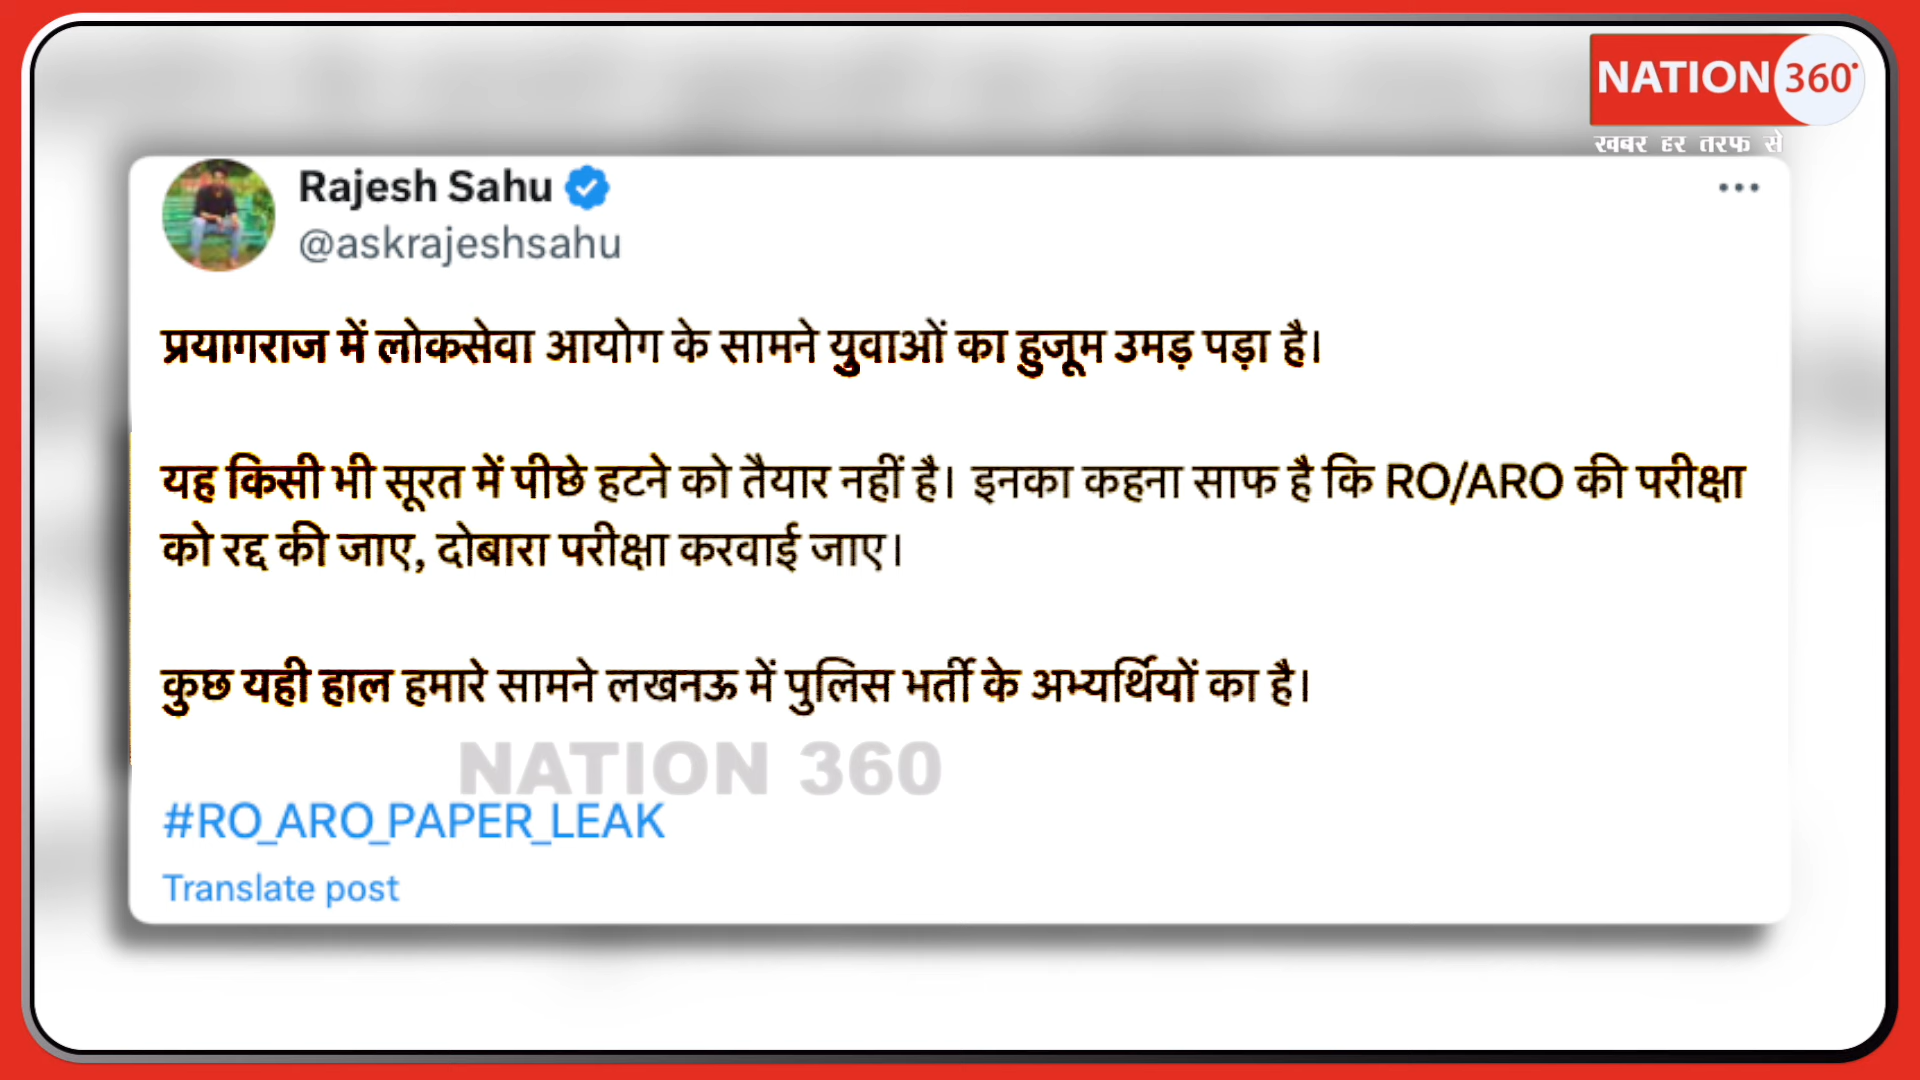 NATION 360°
खबर हर तरफ से
Rajesh Sahu
@askrajeshsahu
प्रयागराज में लोकसेवा आयोग के सामने युवाओं का हुजूम उमड़ पड़ा है।
यह किसी भी सूरत में पीछे हटने को तैयार नहीं है। इनका कहना साफ है कि RO/ARO की परीक्षा
को रद्द की जाए, दोबारा परीक्षा करवाई जाए।
कुछ यही हाल हमारे सामने लखनऊ में पुलिस भर्ती के अभ्यर्थियों का है।
NATION 360
#RO_ARO_PAPER_LEAK
Translate post